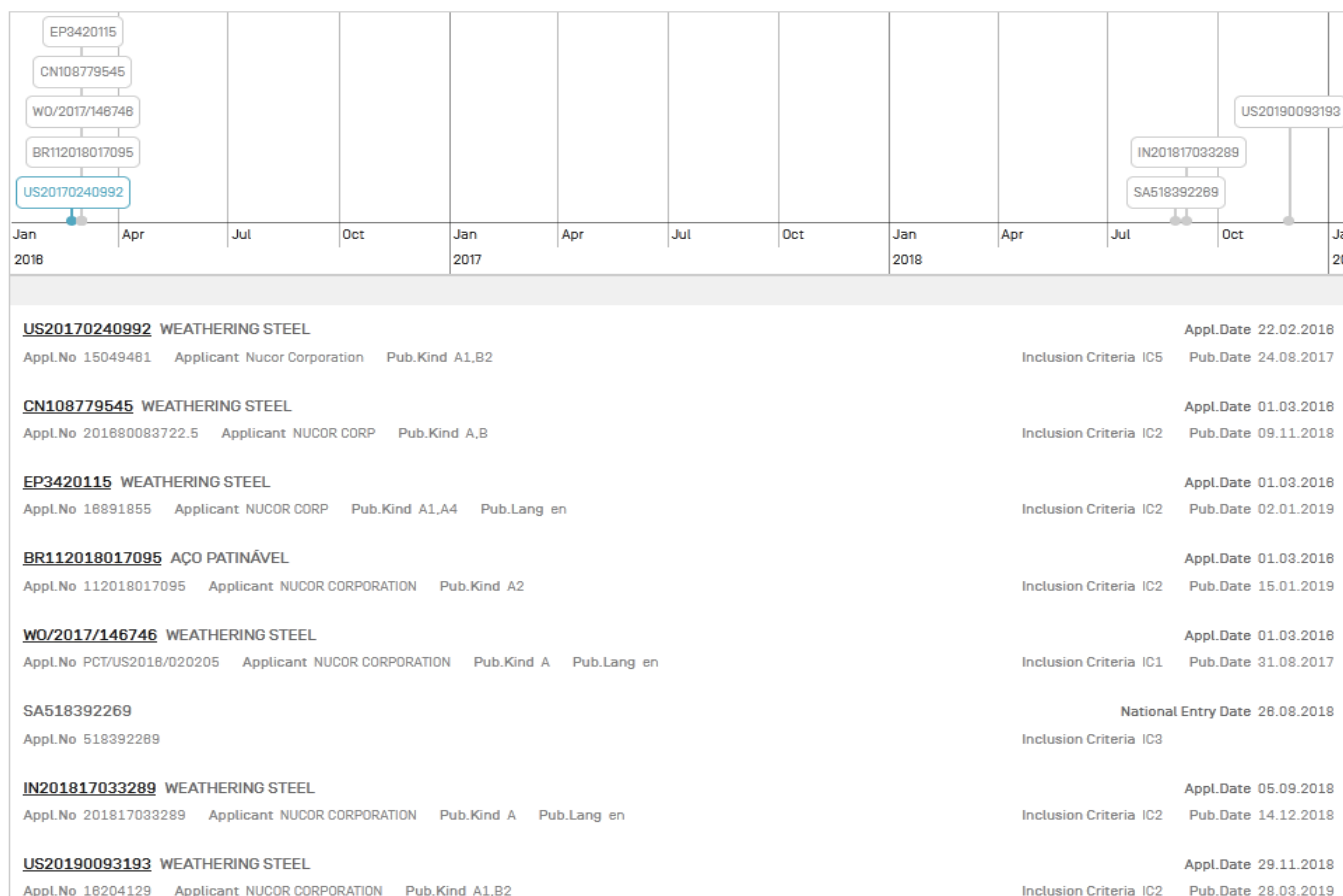 EP3420115
CN108779545
WO/2017/146746
US20190093193
BR112018017095
IN201817033289
US20170240992
SA518392269
Jan Apr Jul Oct Jan Apr Jul Oct Jan Apr Jul Oct
2016 2017 2018
US20170240992 WEATHERING STEEL Appl.Date 22.02.2016
Appl.No 15049461 Applicant Nucor Corporation Pub.Kind A1,B2 Inclusion Criteria IC5 Pub.Date 24.08.2017
CN108779545 WEATHERING STEEL Appl.Date 01.03.2016
Appl.No 201680083722.5 Applicant NUCOR CORP Pub.Kind A,B Inclusion Criteria IC2 Pub.Date 09.11.2018
EP3420115 WEATHERING STEEL Appl.Date 01.03.2016
Appl.No 16891855 Applicant NUCOR CORP Pub.Kind A1,A4 Pub.Lang en Inclusion Criteria IC2 Pub.Date 02.01.2019
BR112018017095 AÇO PATINÁVEL Appl.Date 01.03.2016
Appl.No 112018017095 Applicant NUCOR CORPORATION Pub.Kind A2 Inclusion Criteria IC2 Pub.Date 15.01.2019
WO/2017/146746 WEATHERING STEEL Appl.Date 01.03.2016
Appl.No PCT/US2016/020205 Applicant NUCOR CORPORATION Pub.Kind A Pub.Lang en Inclusion Criteria IC1 Pub.Date 31.08.2017
SA518392269 National Entry Date 26.08.2018
Appl.No 518392269 Inclusion Criteria IC3
IN201817033289 WEATHERING STEEL Appl.Date 05.09.2018
Appl.No 201817033289 Applicant NUCOR CORPORATION Pub.Kind A Pub.Lang en Inclusion Criteria IC2 Pub.Date 14.12.2018
US20190093193 WEATHERING STEEL Appl.Date 29.11.2018
Appl.No 16204129 Applicant NUCOR CORPORATION Pub.Kind A1,B2 Inclusion Criteria IC2 Pub.Date 28.03.2019